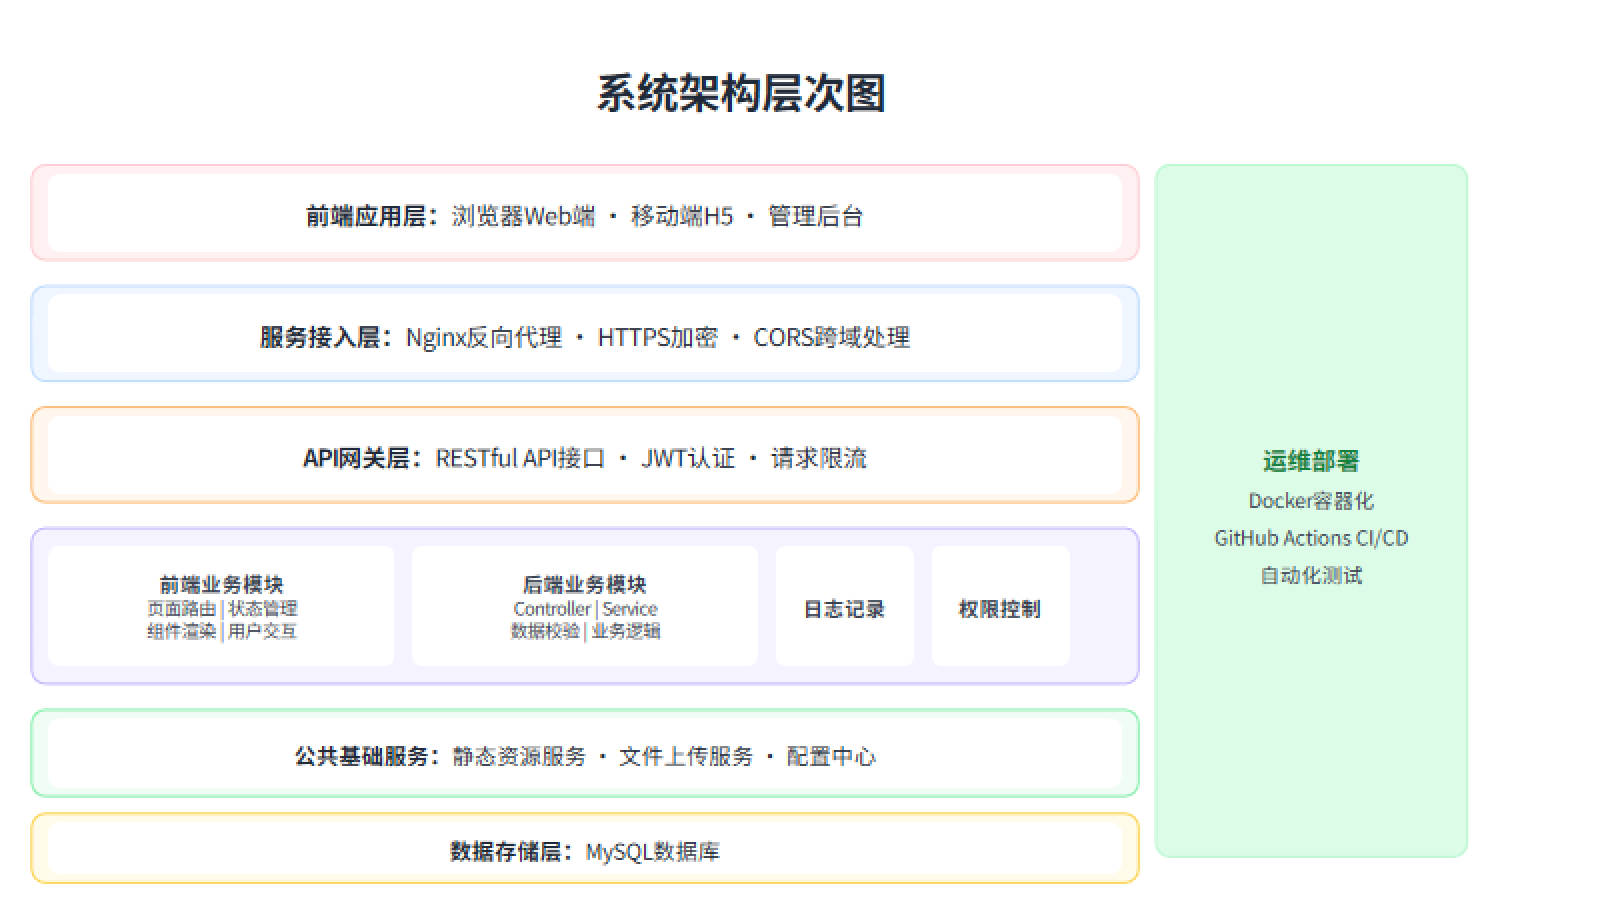 系统架构层次图
前端应用层：浏览器Web端 · 移动端H5 · 管理后台
服务接入层：Nginx反向代理 · HTTPS加密 · CORS跨域处理
API网关层：RESTful API接口 · JWT认证 · 请求限流
前端业务模块
页面路由 | 状态管理
组件渲染 | 用户交互
后端业务模块
Controller | Service
数据校验 | 业务逻辑
日志记录
权限控制
公共基础服务：静态资源服务 · 文件上传服务 · 配置中心
数据存储层：MySQL数据库
运维部署
Docker容器化
GitHub Actions CI/CD
自动化测试